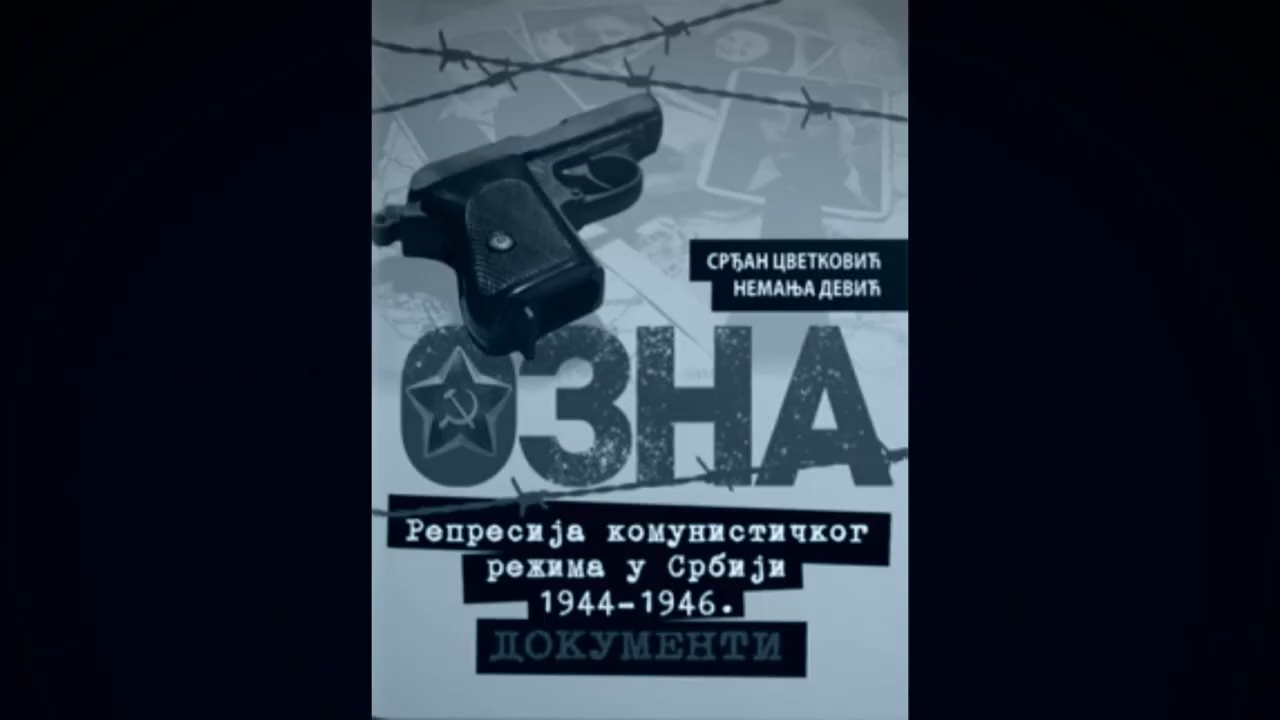 СРЂАН ЦВЕТКОВИЋ
НЕМАЊА ДЕВИЋ
ОЗНА
Репресија комунистичког
режима у Србији
1944-1946.
ДОКУМЕНТИ